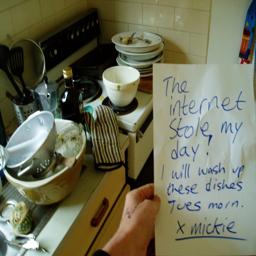 The
internet
stole my
day!
I will wash up
these dishes
Tues morn.
x mickie